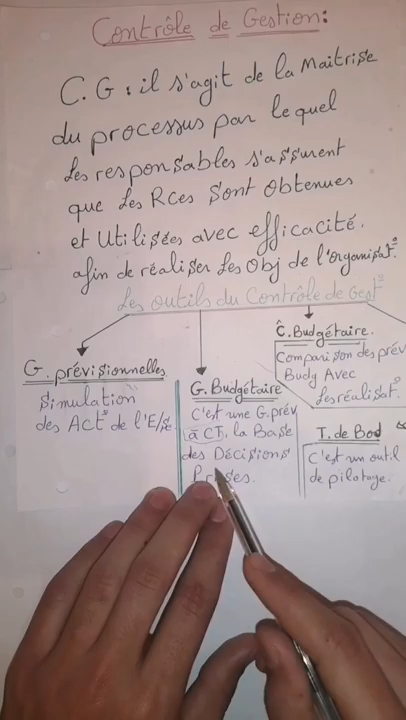 Contrôle de Gestion:
C.G : il s'agit de la Maitrise
du processus par le quel
les responsables s'assurent
que les Rces sont obtenues
et utilisées avec efficacité.
afin de réaliser les obj de l'organisat°.
Les outils du Contrôle de Gest°
G. prévisionnelles
Simulation
des Act° de l'E/se
G. Budgétaire
C'est une G. prév
à CT, la Base
des Décisions
C. Budgétaire.
Comparaison des prév
Budg Avec
les réalisat°.
T. de Bod
C'est un outil
de pilotage.